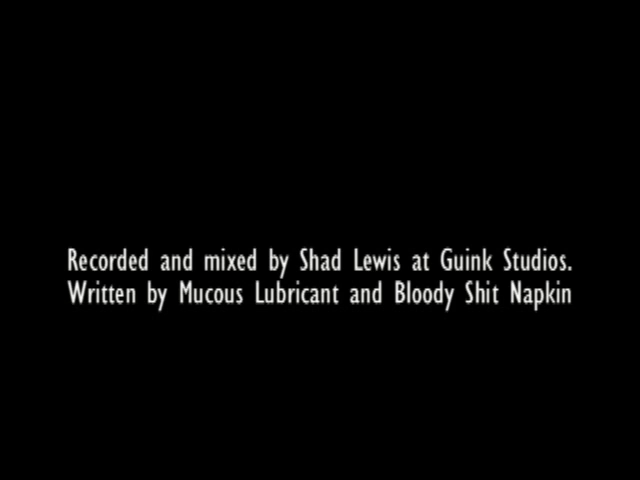 Recorded and mixed by Shad Lewis at Guink Studios.
Written by Mucous Lubricant and Bloody Shit Napkin